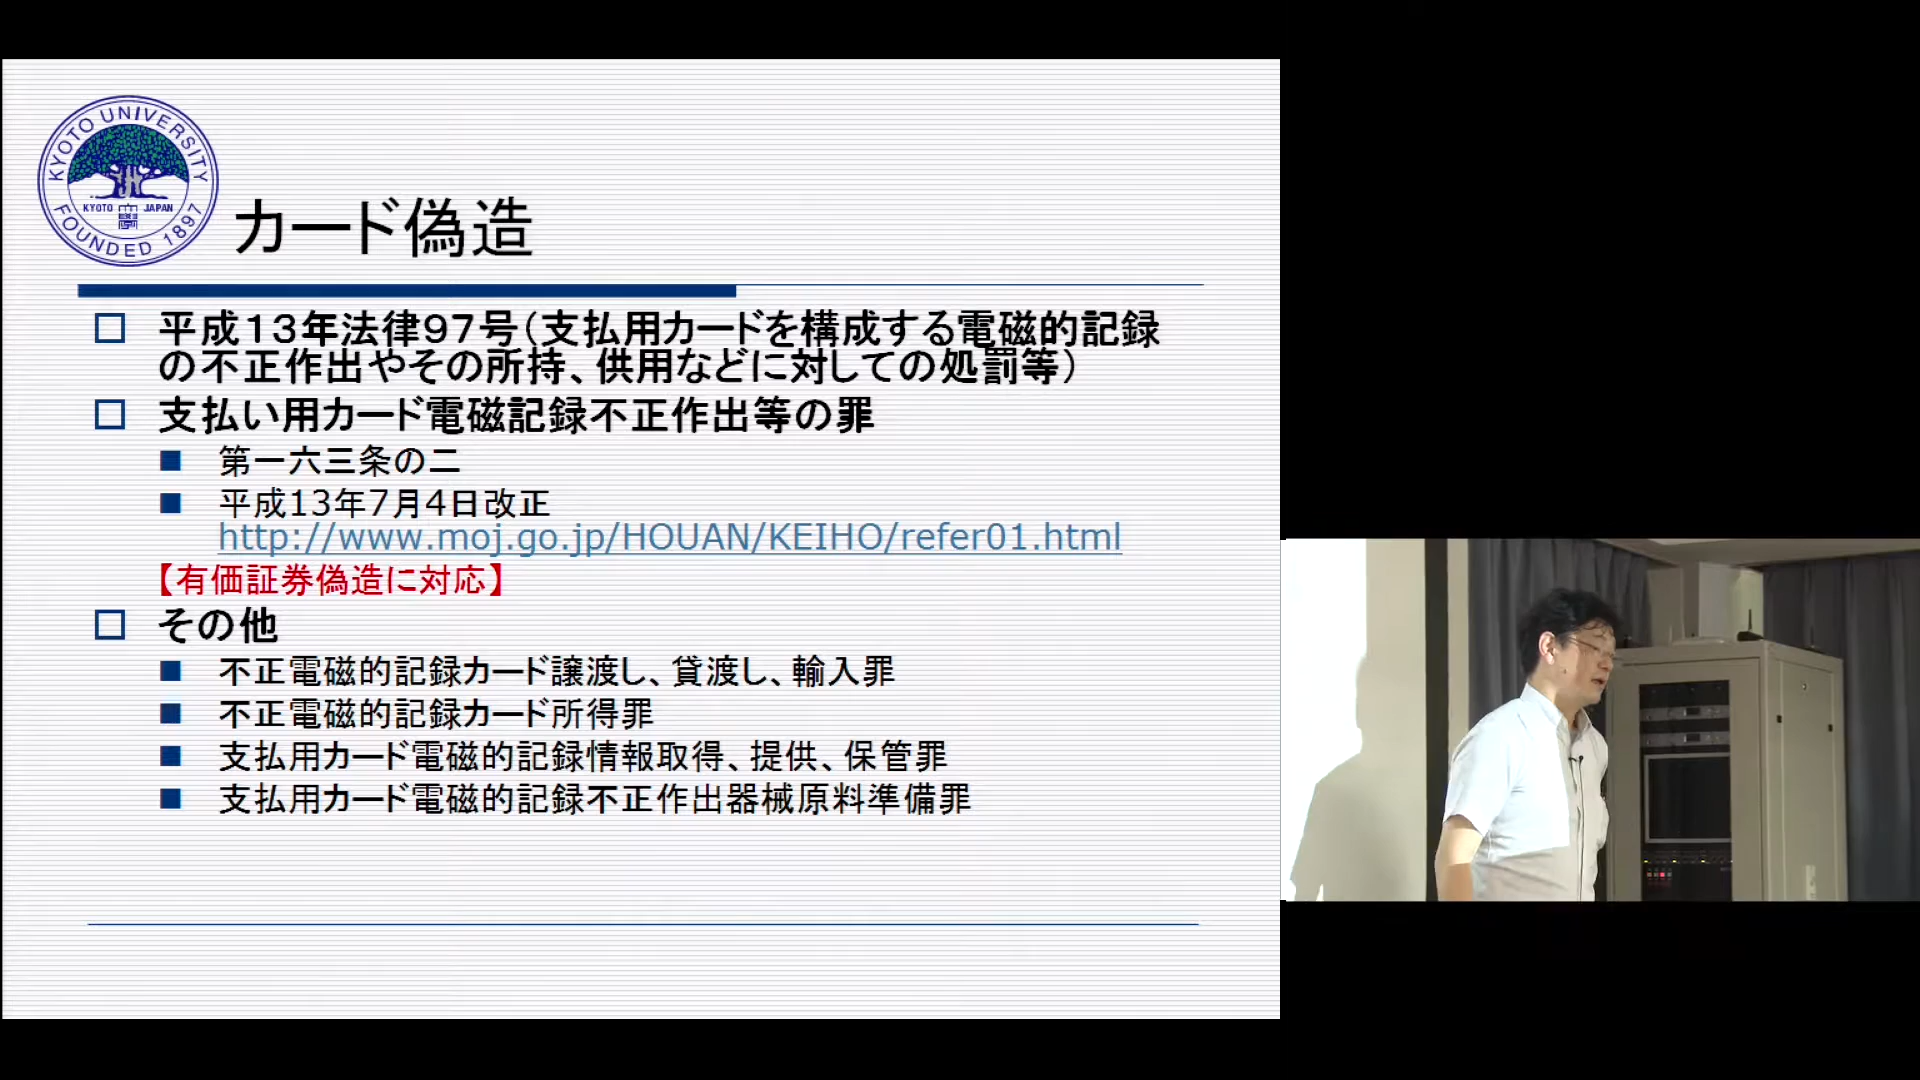 KYOTO UNIVERSITY
KYOTO JAPAN
FOUNDED 1897
カード偽造
平成13年法律97号（支払用カードを構成する電磁的記録
の不正作出やその所持、供用などに対しての処罰等）
支払い用カード電磁記録不正作出等の罪
第一六三条の二
平成13年7月4日改正
http://www.moj.go.jp/HOUAN/KEIHO/refer01.html
【有価証券偽造に対応】
その他
不正電磁的記録カード譲渡し、貸渡し、輸入罪
不正電磁的記録カード所得罪
支払用カード電磁的記録情報取得、提供、保管罪
支払用カード電磁的記録不正作出器械原料準備罪